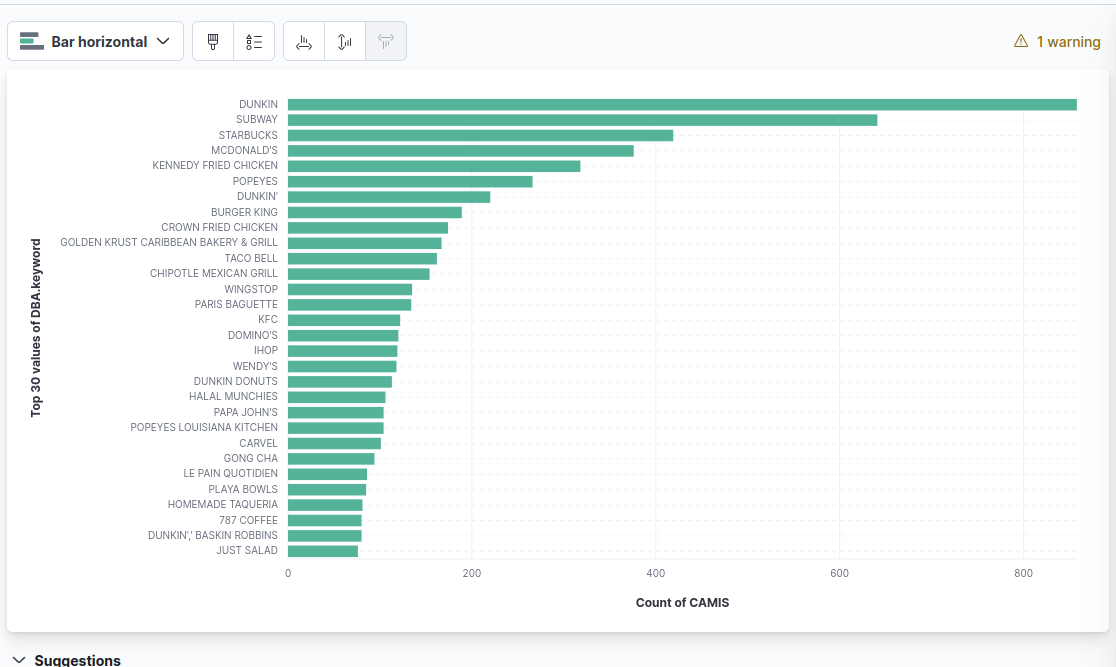 Bar horizontal
1 warning
Top 30 values of DBA.keyword
DUNKIN
SUBWAY
STARBUCKS
MCDONALD'S
KENNEDY FRIED CHICKEN
POPEYES
DUNKIN'
BURGER KING
CROWN FRIED CHICKEN
GOLDEN KRUST CARIBBEAN BAKERY & GRILL
TACO BELL
CHIPOTLE MEXICAN GRILL
WINGSTOP
PARIS BAGUETTE
KFC
DOMINO'S
IHOP
WENDY'S
DUNKIN DONUTS
HALAL MUNCHIES
PAPA JOHN'S
POPEYES LOUISIANA KITCHEN
CARVEL
GONG CHA
LE PAIN QUOTIDIEN
PLAYA BOWLS
HOMEMADE TAQUERIA
787 COFFEE
DUNKIN',' BASKIN ROBBINS
JUST SALAD
0 200 400 600 800
Count of CAMIS
Suggestions